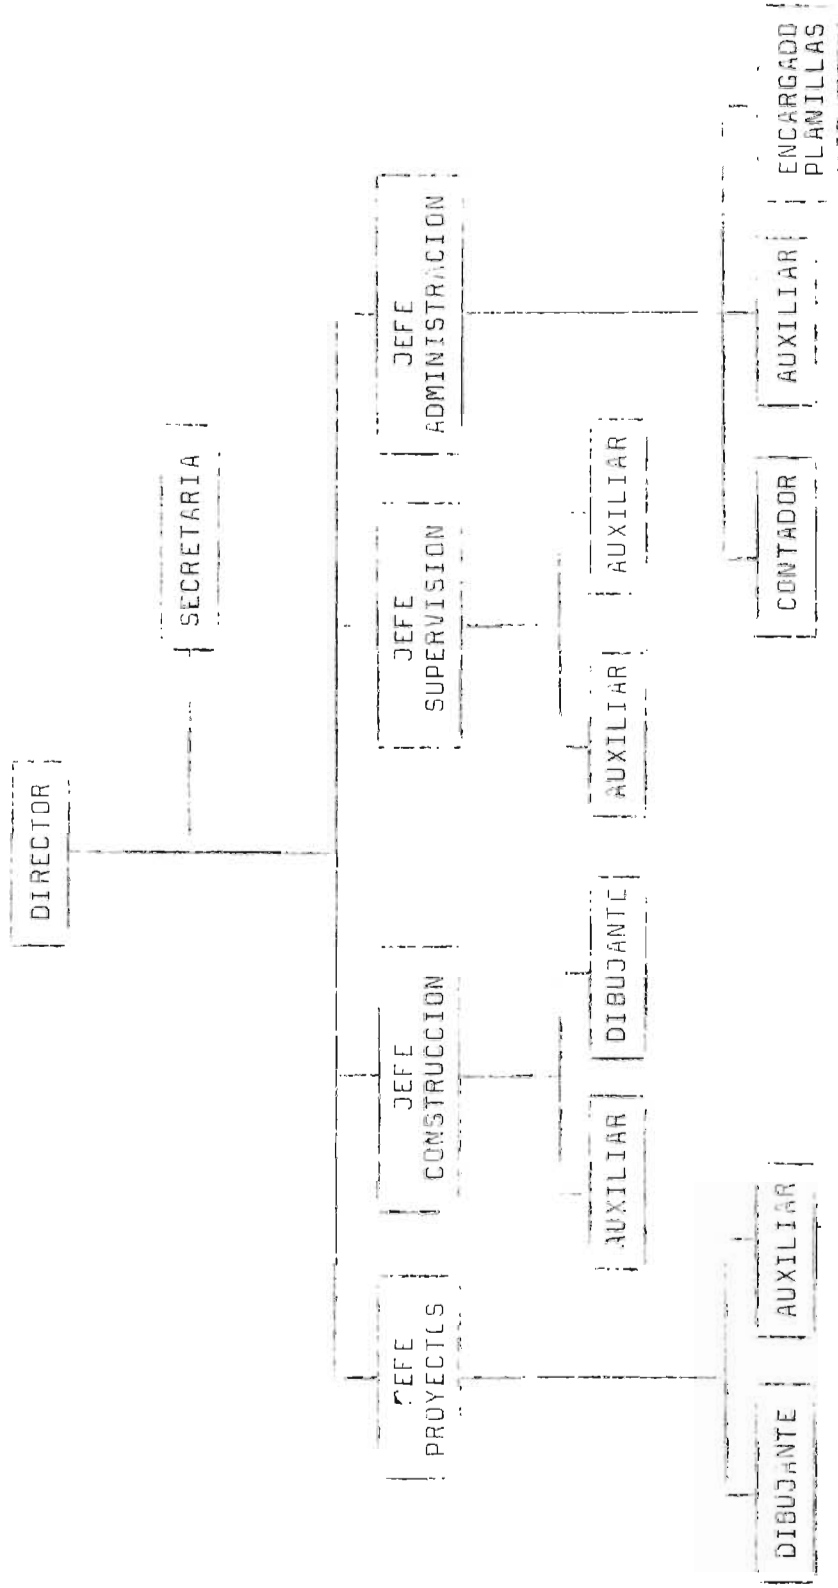 DIRECTOR
SECRETARIA
JEFE
PROYECTOS
JEFE
CONSTRUCCION
JEFE
SUPERVISION
JEFE
ADMINISTRACION
AUXILIAR
DIBUJANTE
AUXILIAR
AUXILIAR
DIBUJANTE
AUXILIAR
CONTADOR
AUXILIAR
ENCARGADO
PLANILLAS